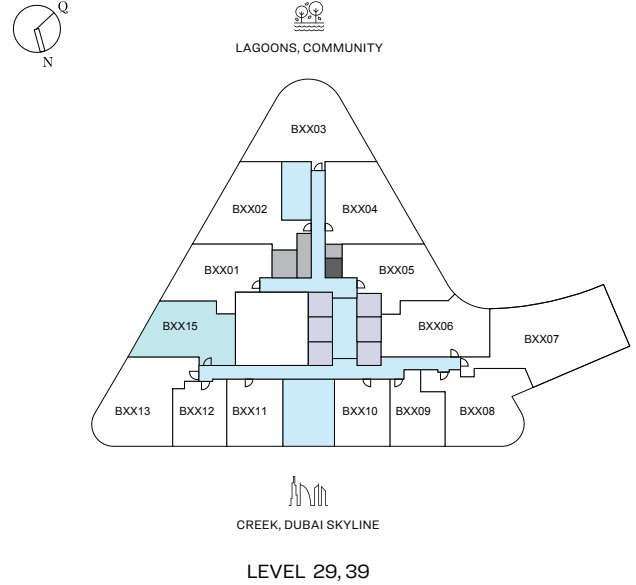 Q
N
LAGOONS, COMMUNITY
BXX03
BXX02
BXX04
BXX01
BXX05
BXX15
BXX06
BXX07
BXX13
BXX12
BXX11
BXX10
BXX09
BXX08
CREEK, DUBAI SKYLINE
LEVEL 29, 39